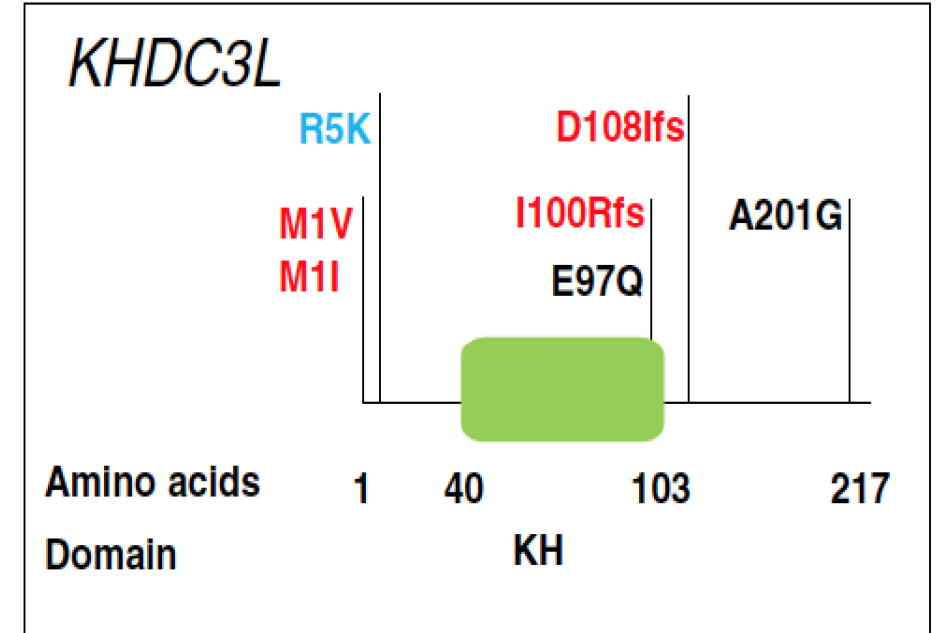 KHDC3L
R5K
D108Ifs
M1V
I100Rfs
A201G
M1I
E97Q
Amino acids 1 40 103 217
Domain KH